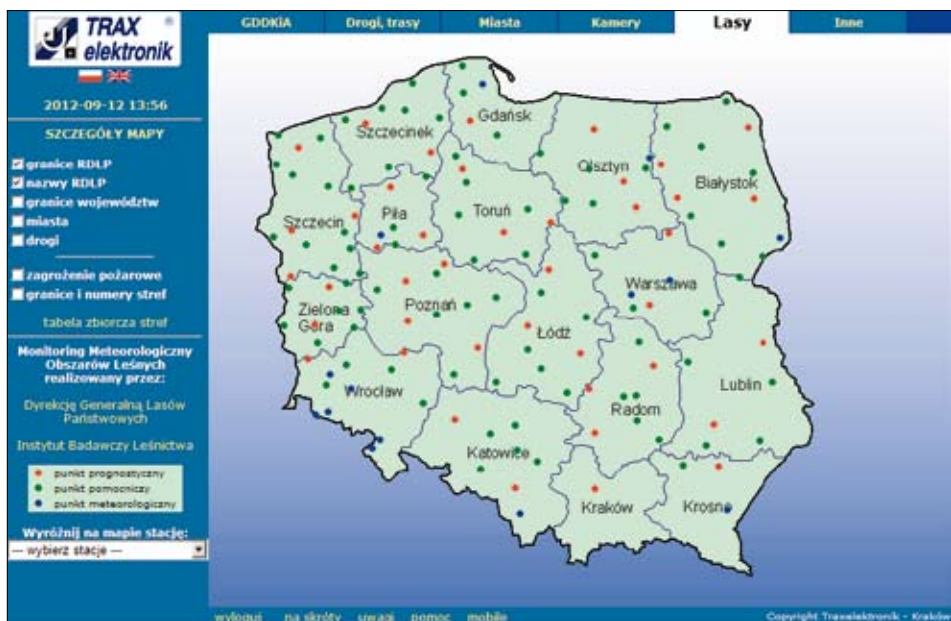 TRAX
elektronik
GDDKiA
Drogi, trasy
Miasta
Kamery
Lasy
Inne
2012-09-12 13:56
SZCZEGÓŁY MAPY
granice RDLP
nazwy RDLP
granice województw
miasta
drogi
zagrożenie pożarowe
granice i numery stref
tabela zbiorcza stref
Monitoring Meteorologiczny
Obszarów Leśnych
realizowany przez:
Dyrekcję Generalną Lasów
Państwowych
Instytut Badawczy Leśnictwa
punkt prognostyczny
punkt pomocniczy
punkt meteorologiczny
Wyróżnij na mapie stację:
--- wybierz stacje ---
Gdańsk
Szczecinek
Olsztyn
Białystok
Szczecin
Piła
Toruń
Warszawa
Zielona
Góra
Poznań
Łódź
Wrocław
Lublin
Radom
Katowice
Kraków
Krosno
wyloguj
na skróty
uwagi
pomoc
mobile
Copyright Traxelektronik - Kraków